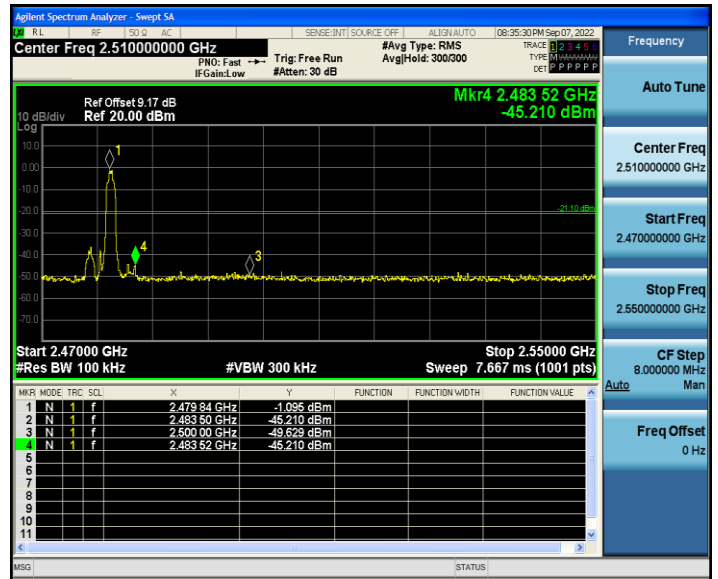 Agilent Spectrum Analyzer - Swept SA
RL RF 50 Ω AC SENSE:INT SOURCE OFF ALIGNAUTO 08:35:30 PM Sep 07, 2022
Center Freq 2.510000000 GHz
PNO: Fast
IFGain:Low
Trig: Free Run
#Atten: 30 dB
#Avg Type: RMS
Avg|Hold: 300/300
TRACE 1 2 3 4 5 6
TYPE M
DET P P P P P P
Frequency
Auto Tune
Center Freq
2.510000000 GHz
Start Freq
2.470000000 GHz
Stop Freq
2.550000000 GHz
CF Step
8.000000 MHz
Auto Man
Freq Offset
0 Hz
Mkr4 2.483 52 GHz
-45.210 dBm
Ref Offset 9.17 dB
10 dB/div Ref 20.00 dBm
Log
10.0
0.00
-10.0
-20.0
-30.0
-40.0
-50.0
-60.0
-70.0
1
4
3
-21.10 dBm
Start 2.47000 GHz Stop 2.55000 GHz
#Res BW 100 kHz #VBW 300 kHz Sweep 7.667 ms (1001 pts)
MKR MODE TRC SCL X Y FUNCTION FUNCTION WIDTH FUNCTION VALUE
1 N 1 f 2.479 84 GHz -1.095 dBm
2 N 1 f 2.483 50 GHz -45.210 dBm
3 N 1 f 2.500 00 GHz -49.629 dBm
4 N 1 f 2.483 52 GHz -45.210 dBm
5
6
7
8
9
10
11
MSG STATUS